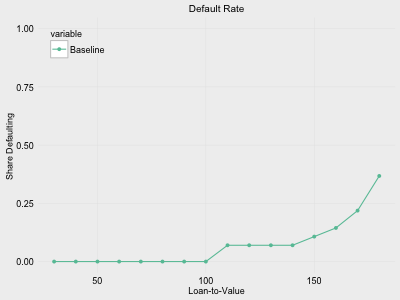 Default Rate
variable
Baseline
Share Defaulting
1.00
0.75
0.50
0.25
0.00
50 100 150
Loan-to-Value